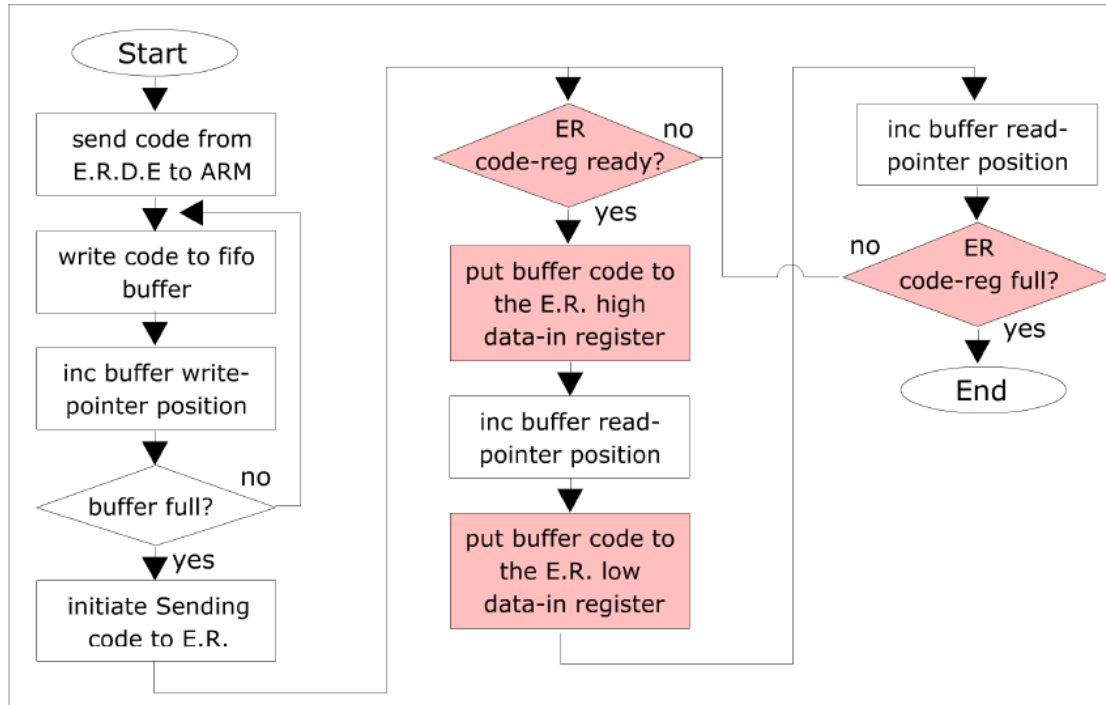 Start
send code from
E.R.D.E to ARM
write code to fifo
buffer
inc buffer write-
pointer position
buffer full?
no
yes
initiate Sending
code to E.R.
ER
code-reg ready?
no
yes
put buffer code to
the E.R. high
data-in register
inc buffer read-
pointer position
put buffer code to
the E.R. low
data-in register
inc buffer read-
pointer position
ER
code-reg full?
no
yes
End